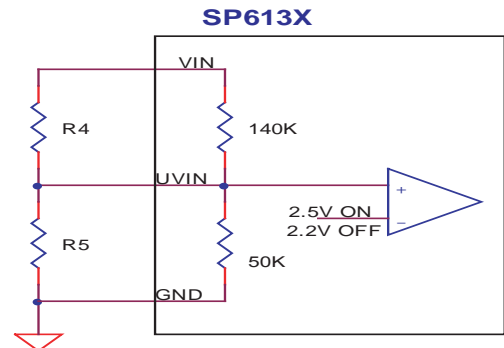 SP613X
VIN
R4
140K
UVIN
+
2.5V ON
−
2.2V OFF
R5
50K
GND